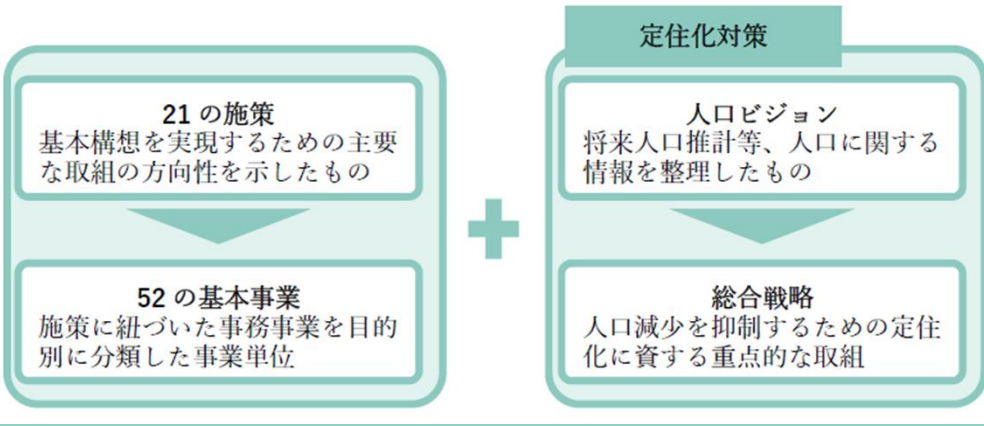 21 の施策
基本構想を実現するための主要
な取組の方向性を示したもの
52 の基本事業
施策に紐づいた事務事業を目的
別に分類した事業単位
定住化対策
人口ビジョン
将来人口推計等、人口に関する
情報を整理したもの
総合戦略
人口減少を抑制するための定住
化に資する重点的な取組